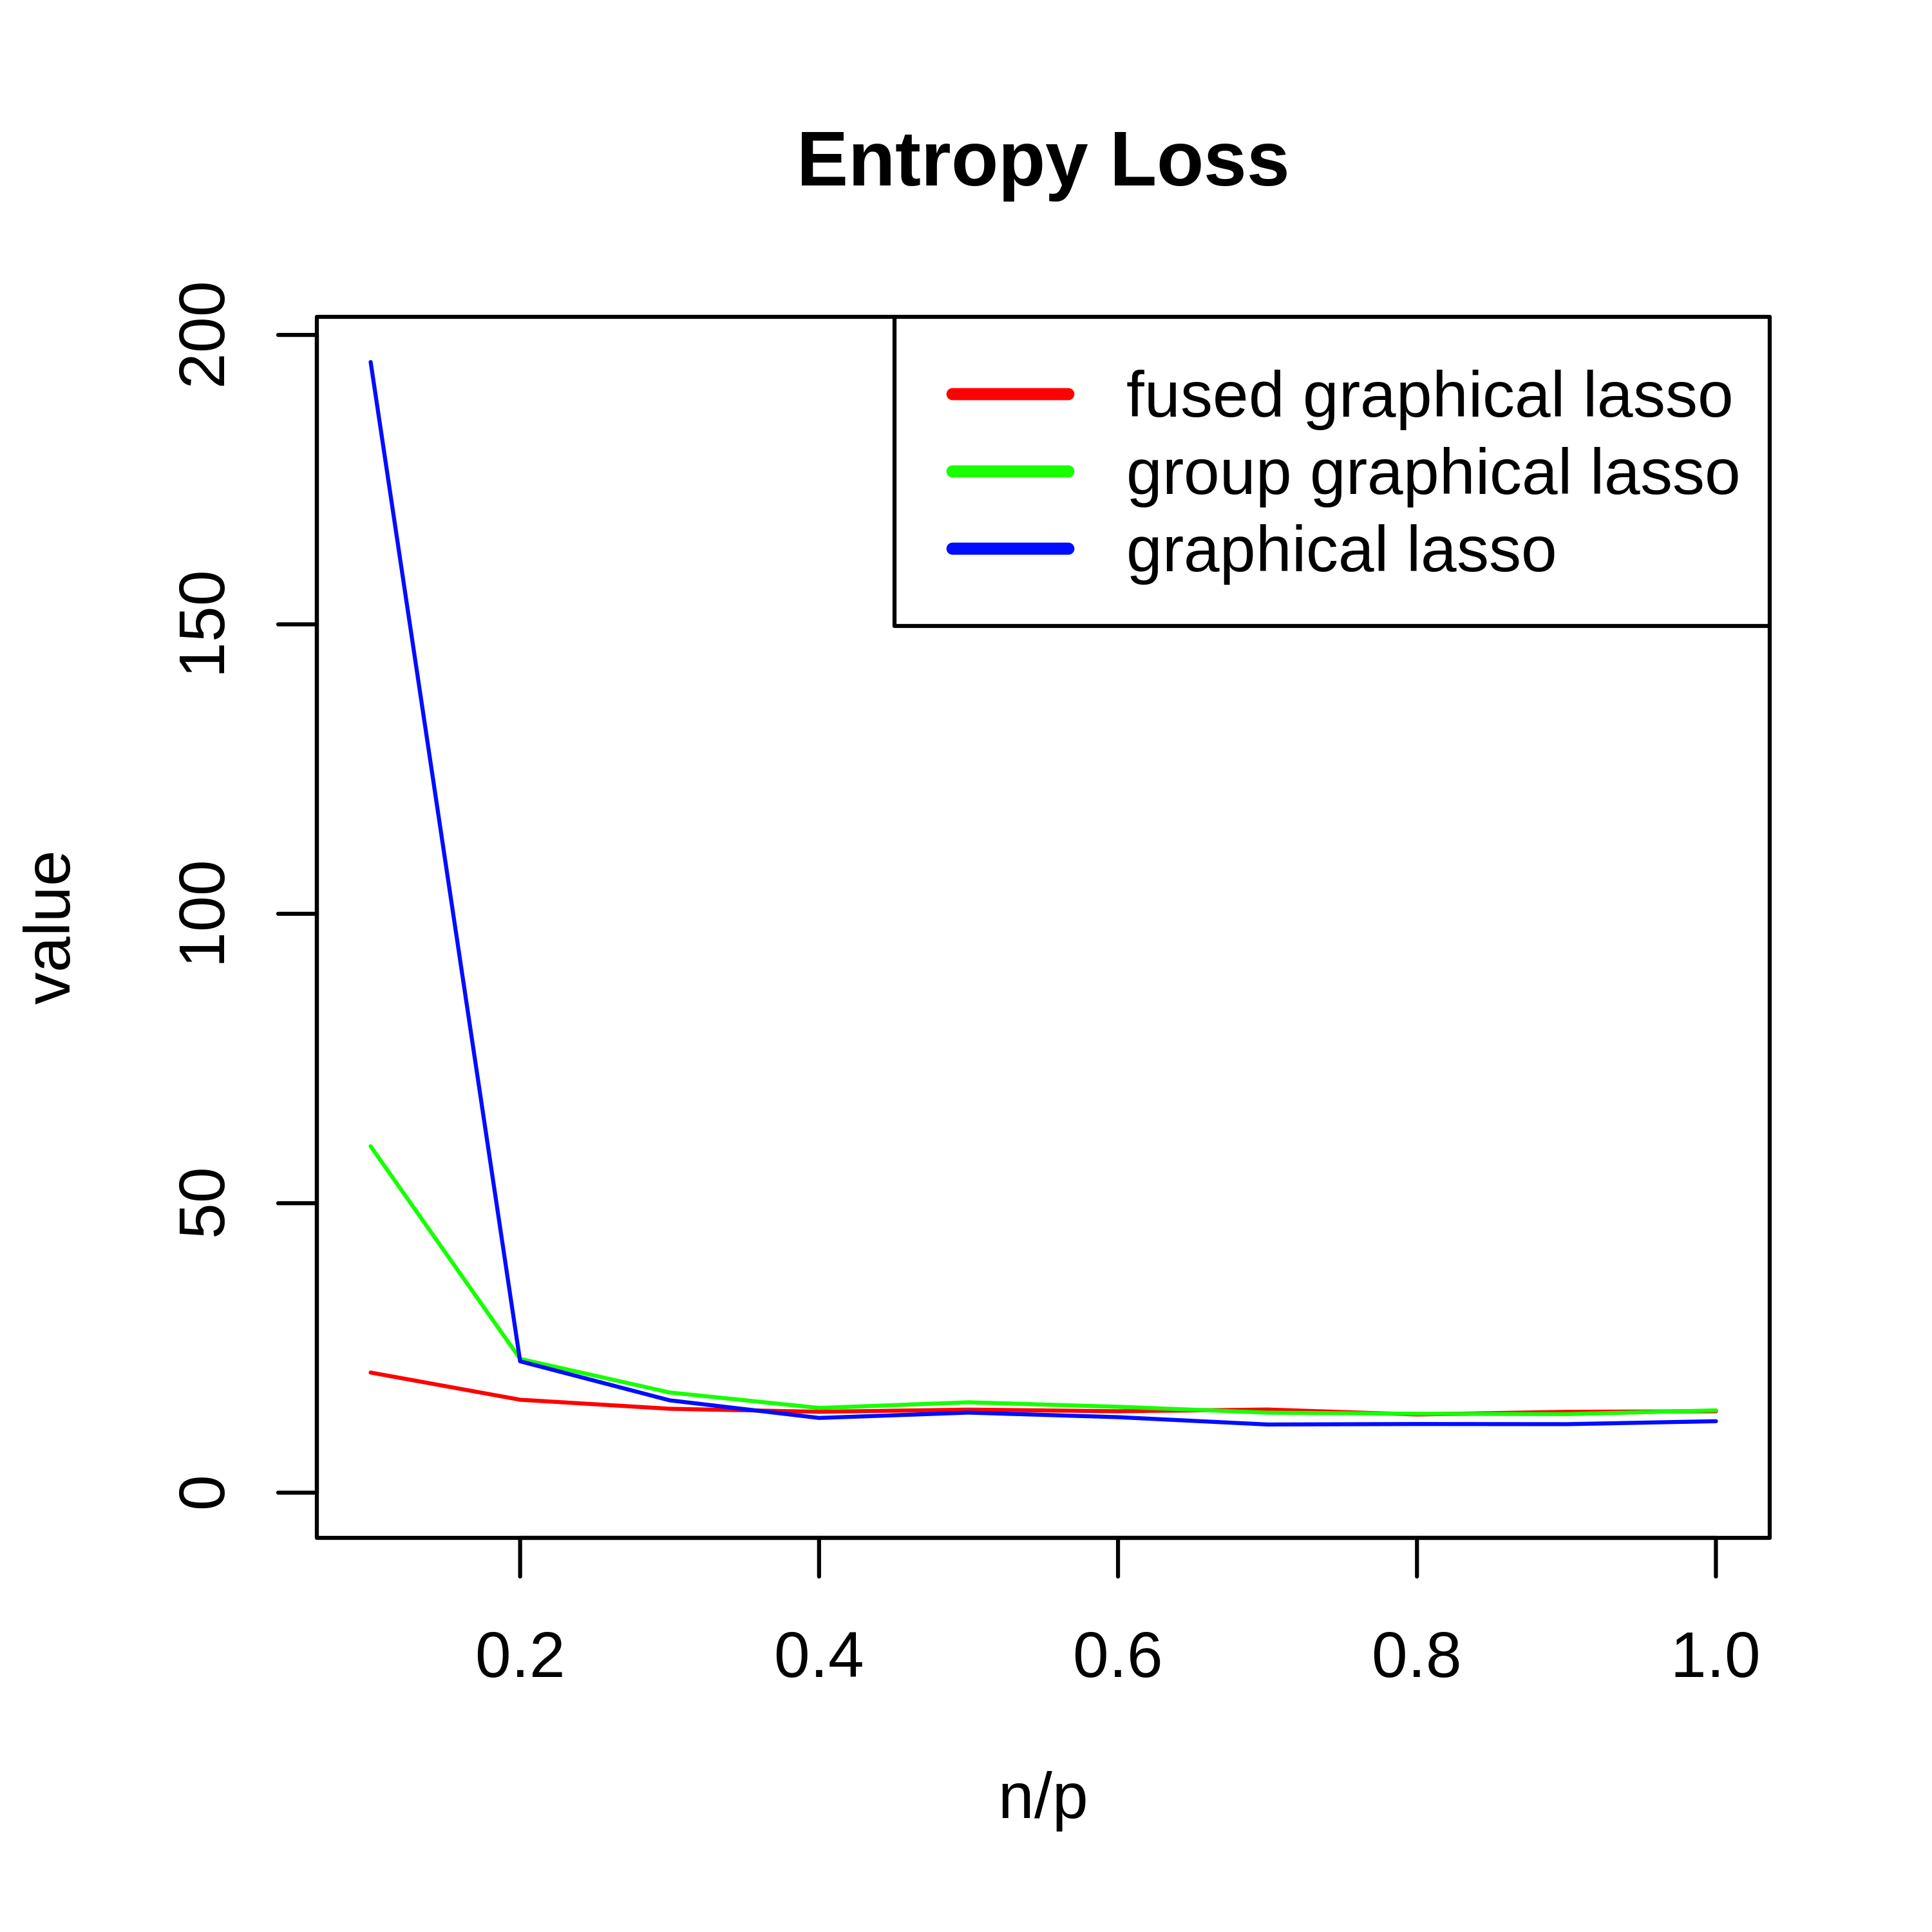 Entropy Loss
fused graphical lasso
group graphical lasso
graphical lasso
value
200
150
100
50
0
0.2 0.4 0.6 0.8 1.0
n/p